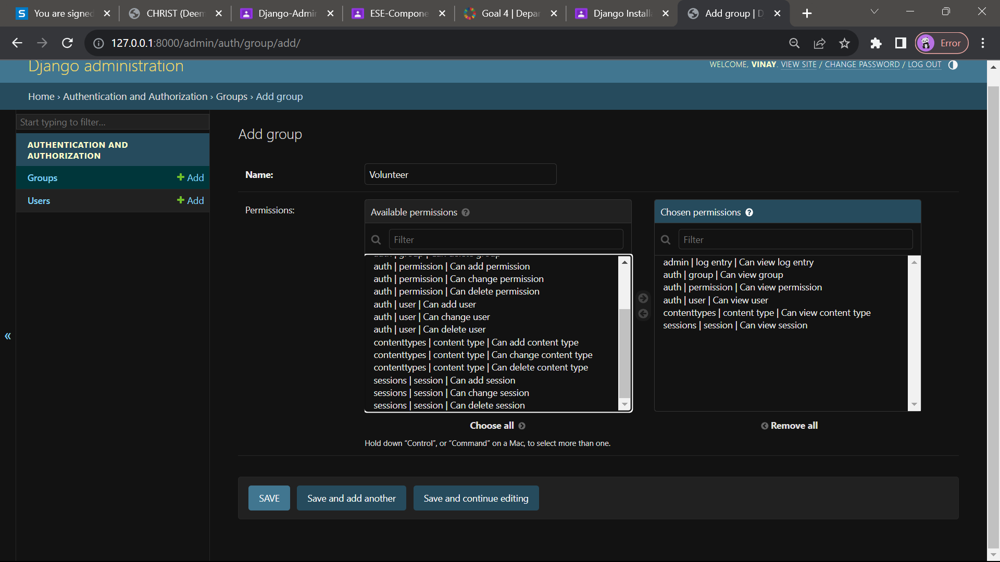 You are signed
CHRIST (Deem
Django-Admin
ESE-Compone
Goal 4 | Depar
Django Install
Add group | D
127.0.0.1:8000/admin/auth/group/add/
Error
Django administration
WELCOME, VINAY. VIEW SITE / CHANGE PASSWORD / LOG OUT
Home › Authentication and Authorization › Groups › Add group
Start typing to filter...
AUTHENTICATION AND
AUTHORIZATION
Groups
+ Add
Users
+ Add
«
Add group
Name:
Volunteer
Permissions:
Available permissions ?
Filter
auth | group | Can delete group
auth | permission | Can add permission
auth | permission | Can change permission
auth | permission | Can delete permission
auth | user | Can add user
auth | user | Can change user
auth | user | Can delete user
contenttypes | content type | Can add content type
contenttypes | content type | Can change content type
contenttypes | content type | Can delete content type
sessions | session | Can add session
sessions | session | Can change session
sessions | session | Can delete session
Choose all
Hold down “Control”, or “Command” on a Mac, to select more than one.
Chosen permissions ?
Filter
admin | log entry | Can view log entry
auth | group | Can view group
auth | permission | Can view permission
auth | user | Can view user
contenttypes | content type | Can view content type
sessions | session | Can view session
Remove all
SAVE
Save and add another
Save and continue editing